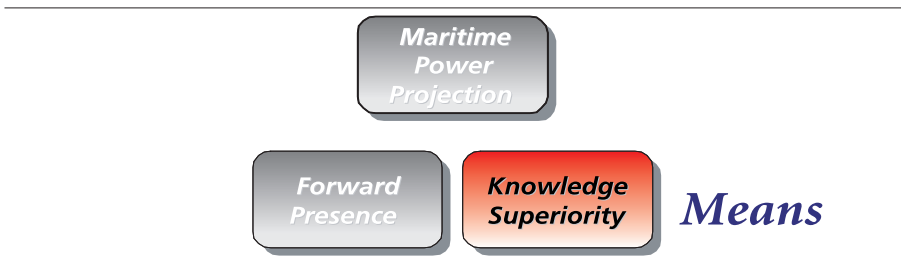 Maritime
Power
Projection
Forward
Presence
Knowledge
Superiority
Means